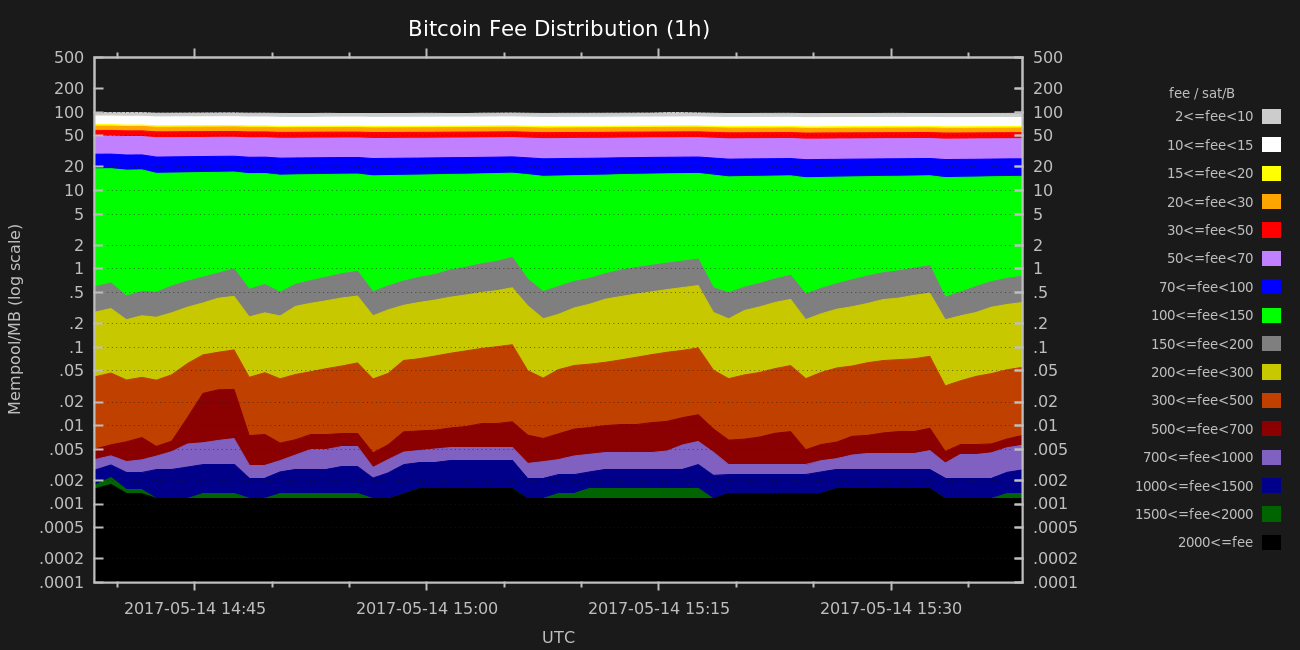 Bitcoin Fee Distribution (1h)
Mempool/MB (log scale)
500
200
100
50
20
10
5
2
1
.5
.2
.1
.05
.02
.01
.005
.002
.001
.0005
.0002
.0001
500
200
100
50
20
10
5
2
1
.5
.2
.1
.05
.02
.01
.005
.002
.001
.0005
.0002
.0001
fee / sat/B
2<=fee<10
10<=fee<15
15<=fee<20
20<=fee<30
30<=fee<50
50<=fee<70
70<=fee<100
100<=fee<150
150<=fee<200
200<=fee<300
300<=fee<500
500<=fee<700
700<=fee<1000
1000<=fee<1500
1500<=fee<2000
2000<=fee
2017-05-14 14:45 2017-05-14 15:00 2017-05-14 15:15 2017-05-14 15:30
UTC